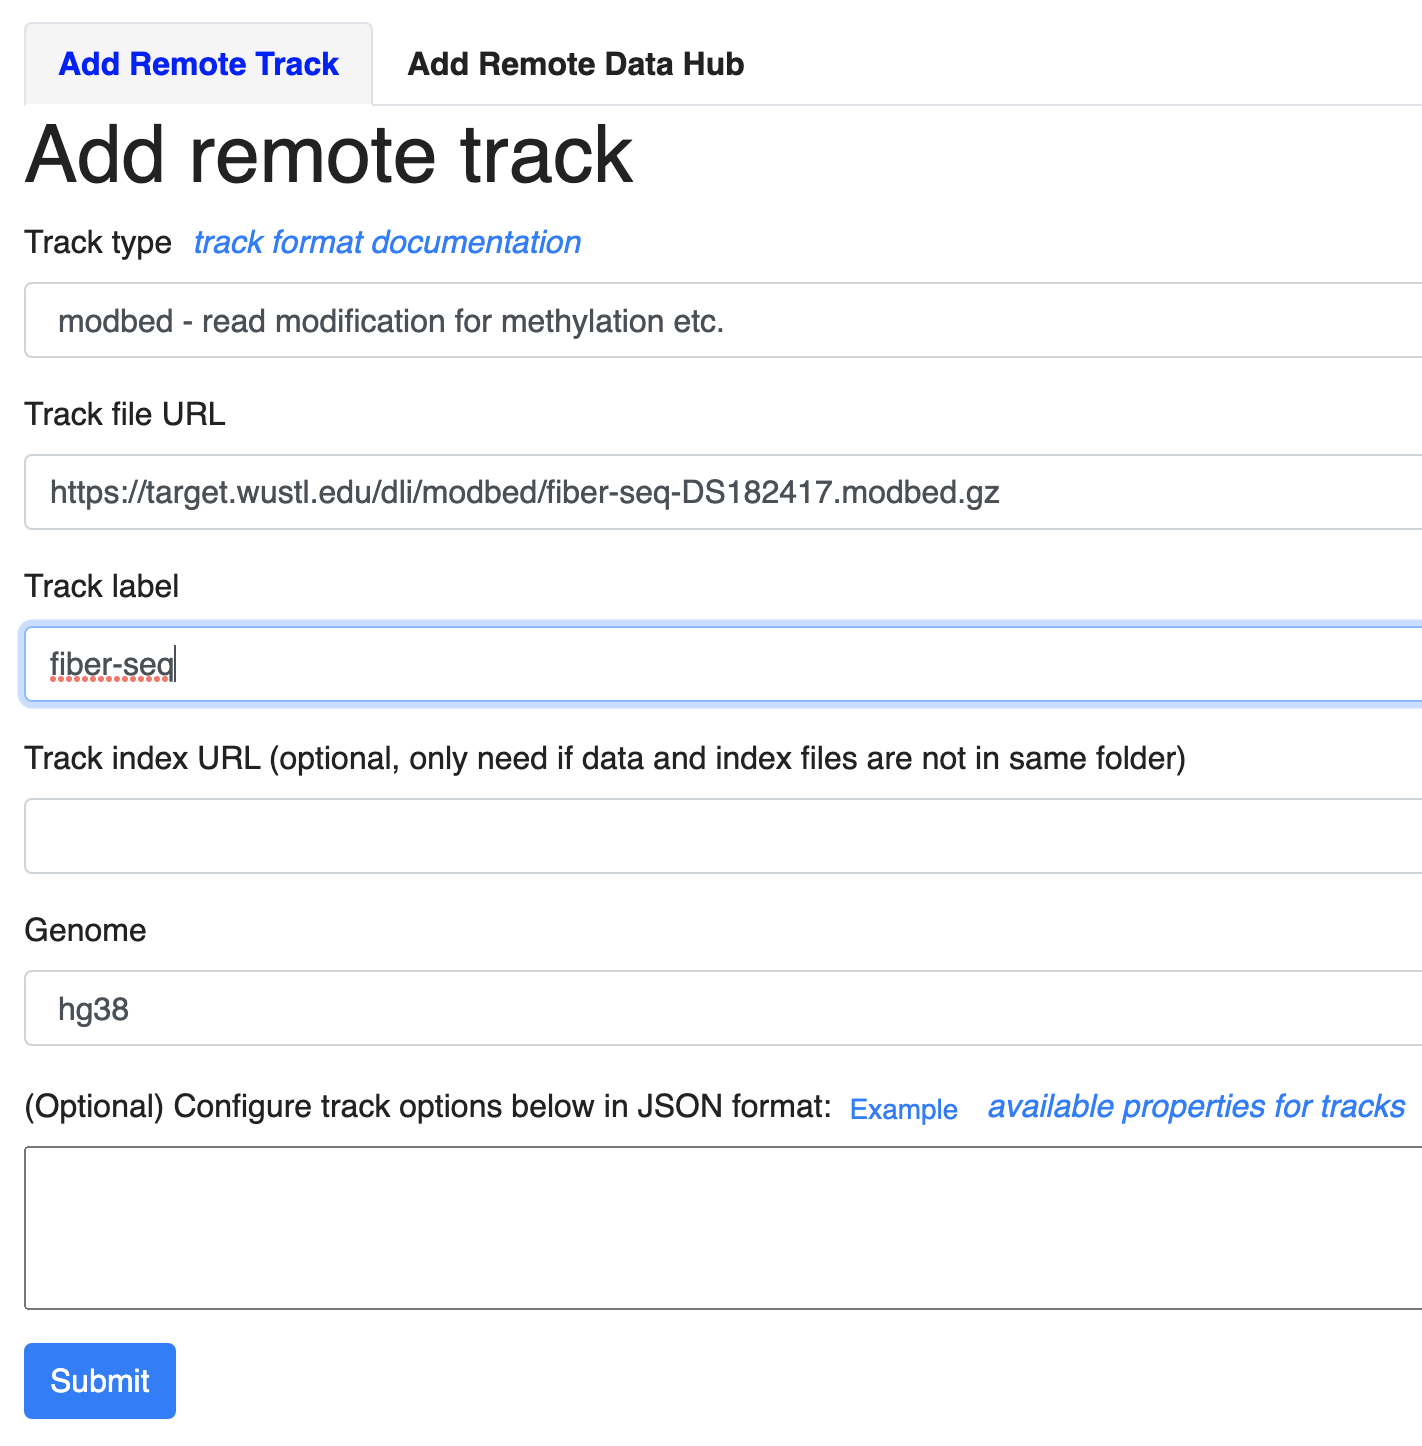 Add Remote Track Add Remote Data Hub
Add remote track
Track type track format documentation
modbed - read modification for methylation etc.
Track file URL
https://target.wustl.edu/dli/modbed/fiber-seq-DS182417.modbed.gz
Track label
fiber-seq
Track index URL (optional, only need if data and index files are not in same folder)
Genome
hg38
(Optional) Configure track options below in JSON format: Example available properties for tracks
Submit